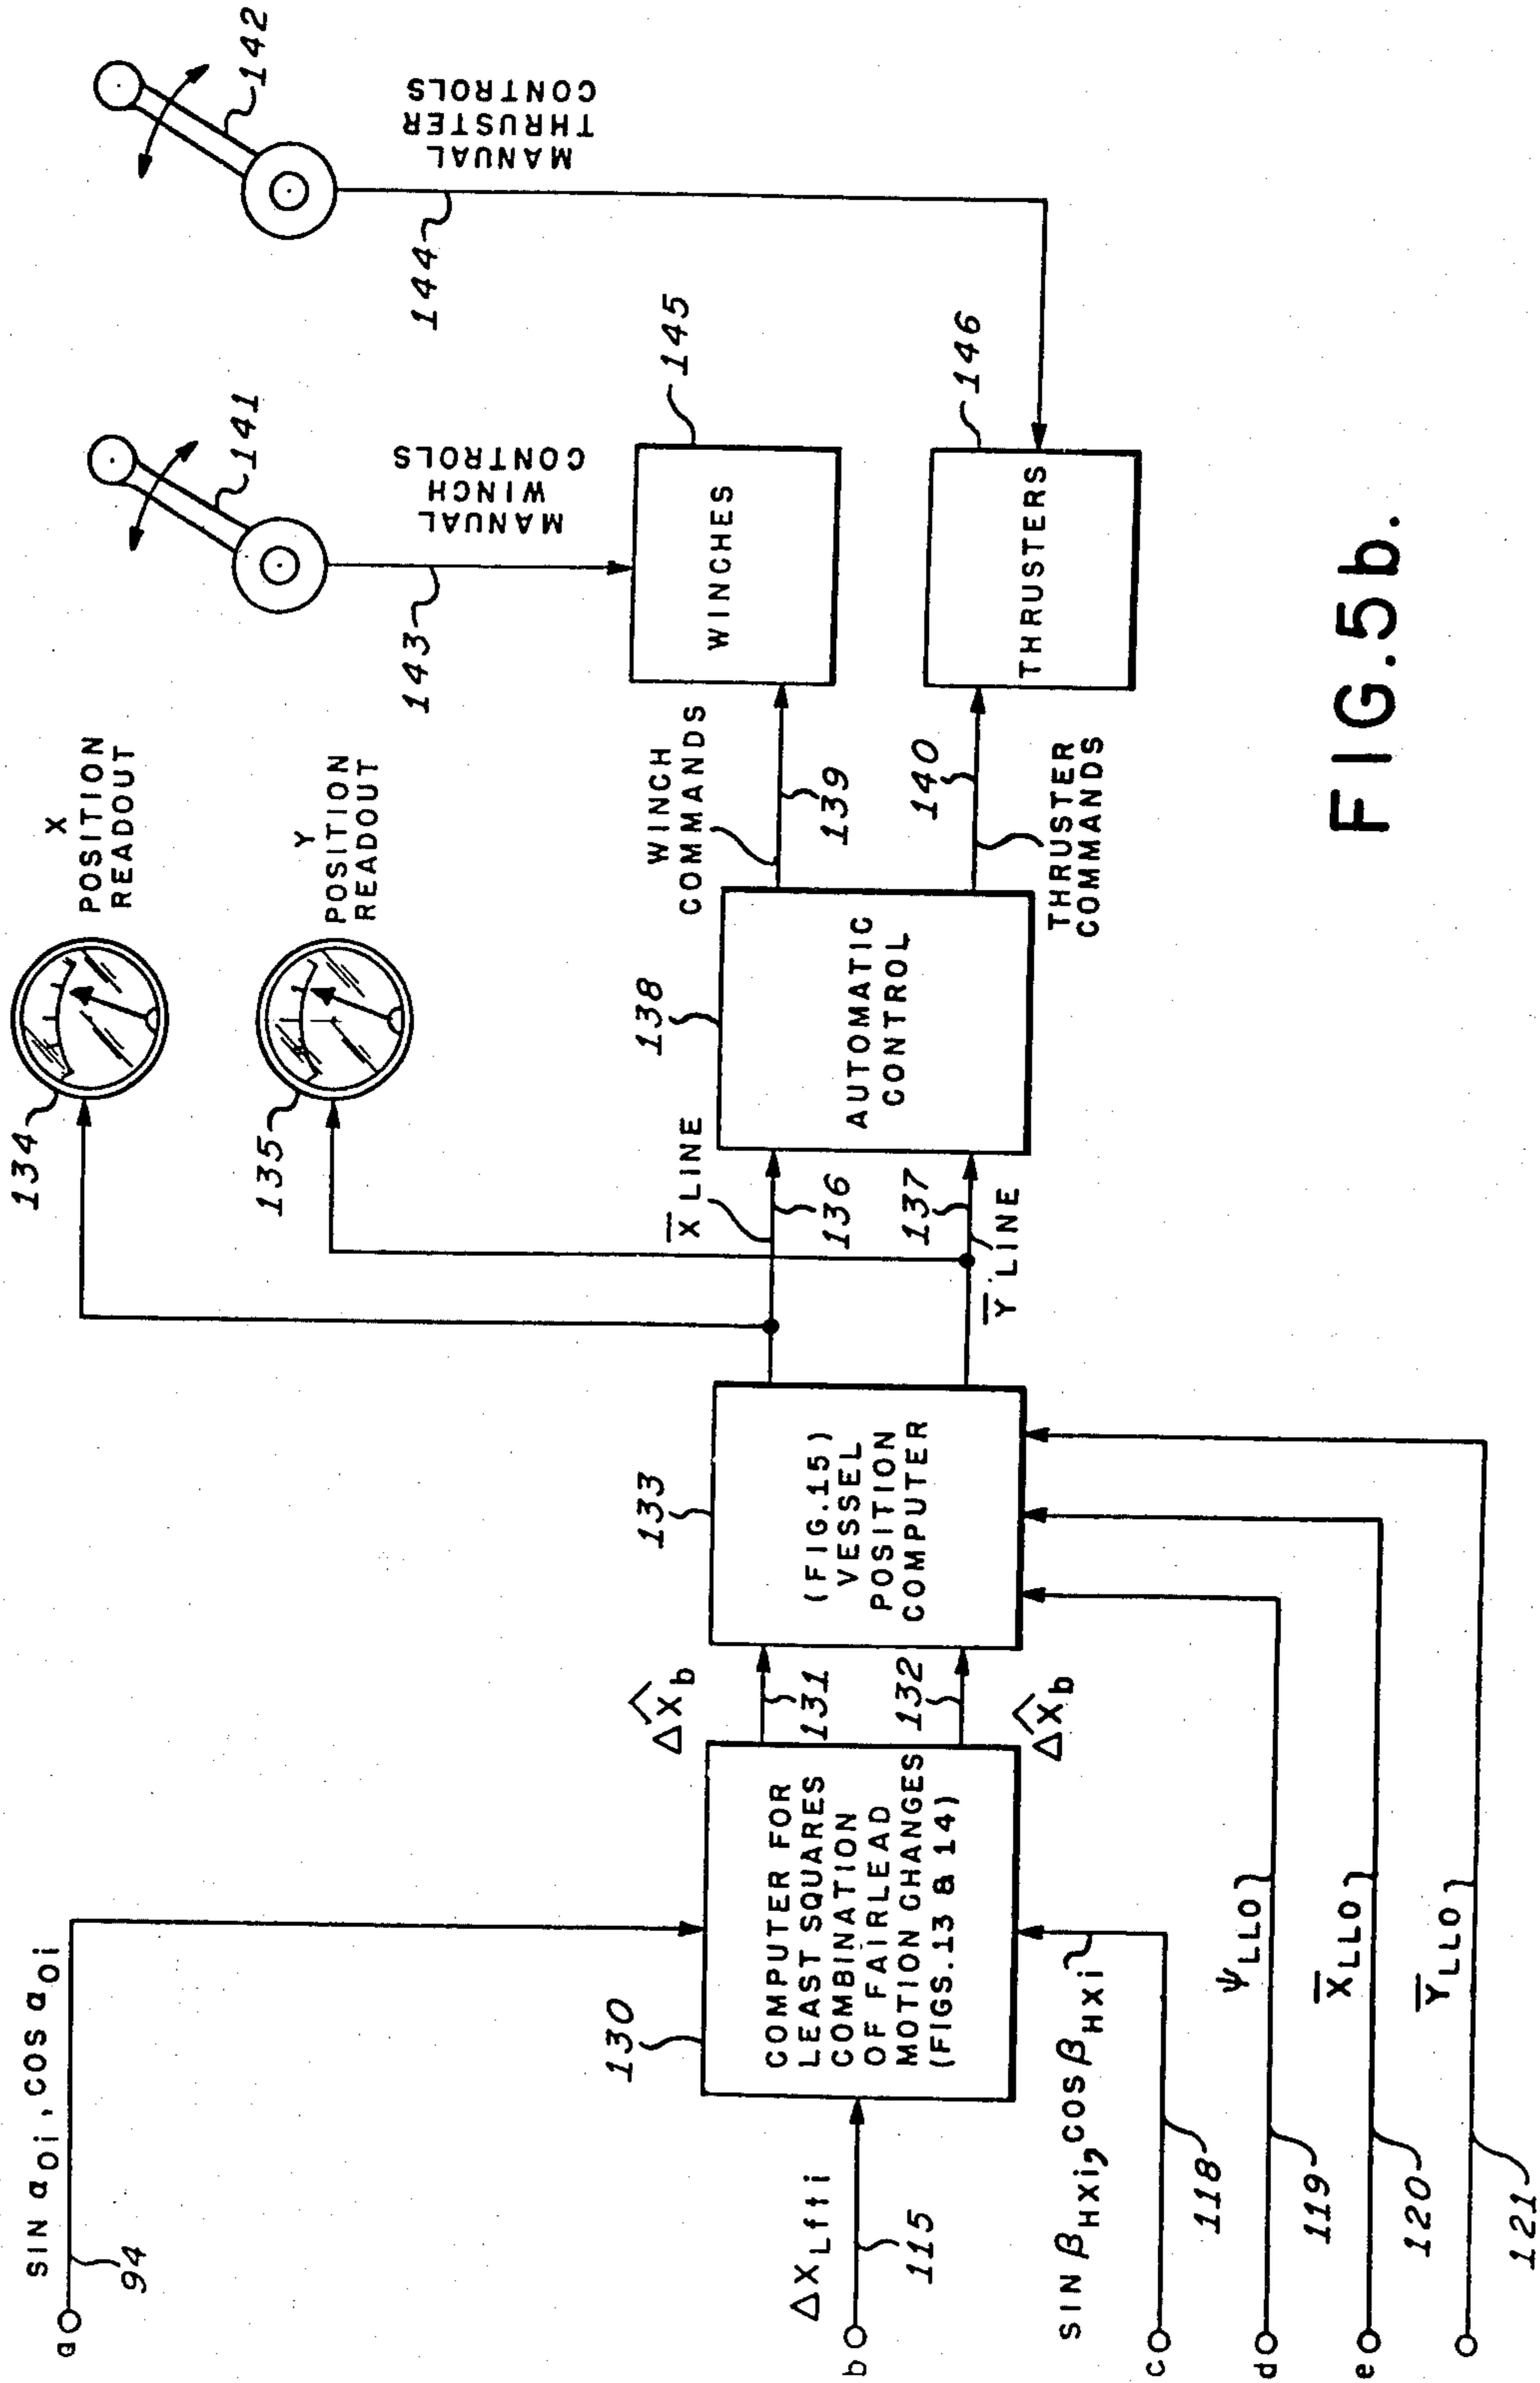 a
SIN α0i, COS α0i
94
134
X
POSITION
READOUT
135
Y
POSITION
READOUT
141
143
MANUAL
WINCH
CONTROLS
142
144
MANUAL
THRUSTER
CONTROLS
b
ΔXLfti
115
130
COMPUTER FOR
LEAST SQUARES
COMBINATION
OF FAIRLEAD
MOTION CHANGES
(FIGS. 13 & 14)
Δ̂Xb
131
132
Δ̂Xb
133
(FIG. 15)
VESSEL
POSITION
COMPUTER
X̄ LINE
136
137
Ȳ LINE
138
AUTOMATIC
CONTROL
WINCH
COMMANDS
139
140
THRUSTER
COMMANDS
WINCHES
145
THRUSTERS
146
c
SIN βHXi, COS βHXi
118
d
ΨLLO
119
e
X̄LLO
120
ȲLLO
121
FIG. 5b.